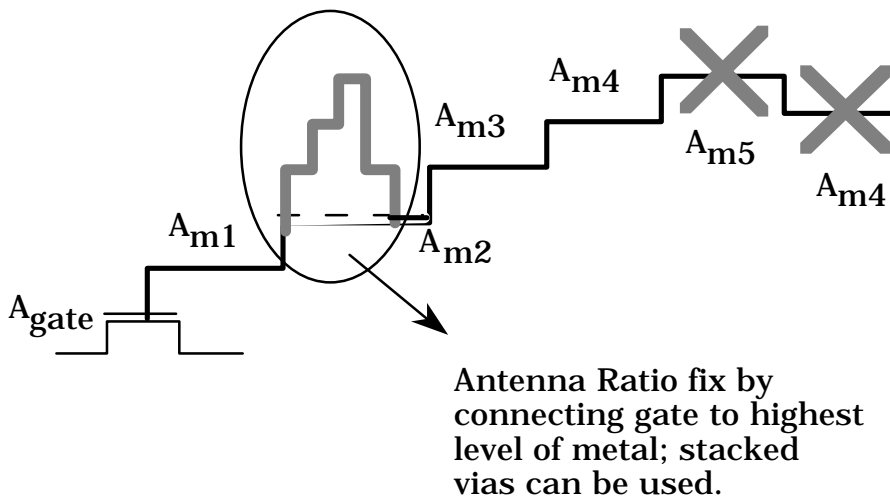 A_m4
A_m3
A_m5
A_m4
A_m1
A_m2
A_gate
Antenna Ratio fix by
connecting gate to highest
level of metal; stacked
vias can be used.